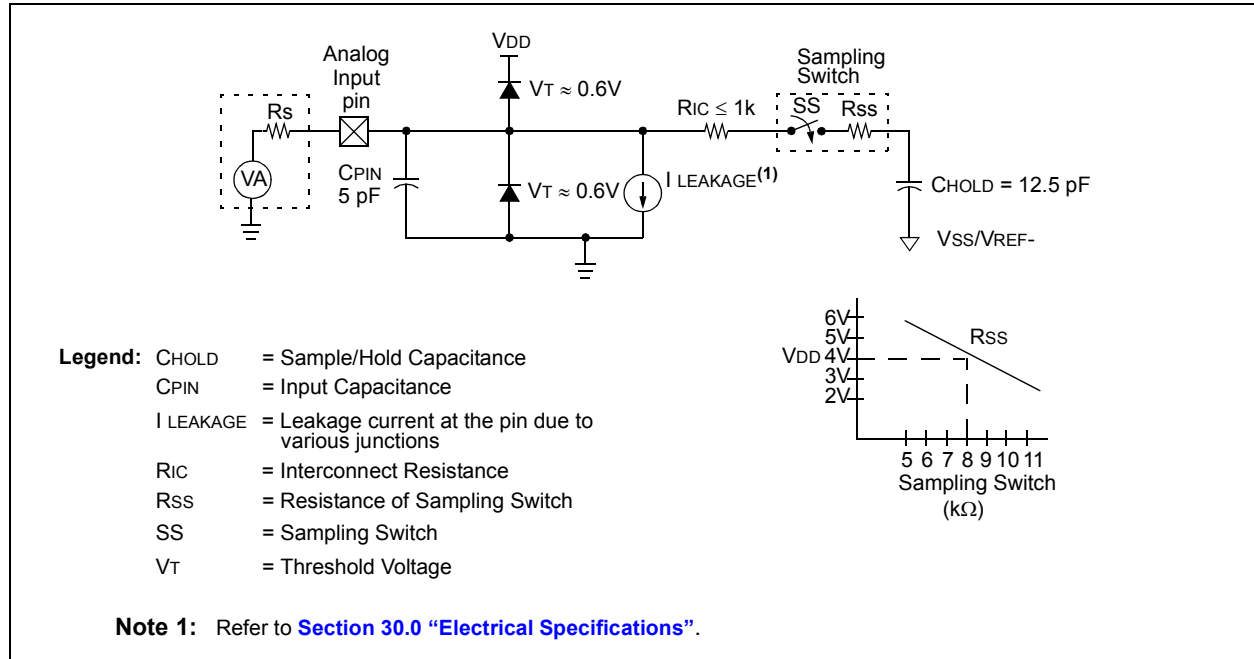 VDD
Analog
Input
pin
Sampling
Switch
VT ≈ 0.6V
Rs
RIC ≤ 1k
SS
Rss
VA
CPIN
5 pF
VT ≈ 0.6V
I LEAKAGE(1)
CHOLD = 12.5 pF
VSS/VREF-
6V
5V
VDD 4V
3V
2V
RSS
5 6 7 8 9 10 11
Sampling Switch
(kΩ)
Legend: CHOLD = Sample/Hold Capacitance
CPIN = Input Capacitance
I LEAKAGE = Leakage current at the pin due to
various junctions
RIC = Interconnect Resistance
RSS = Resistance of Sampling Switch
SS = Sampling Switch
VT = Threshold Voltage
Note 1: Refer to Section 30.0 “Electrical Specifications”.